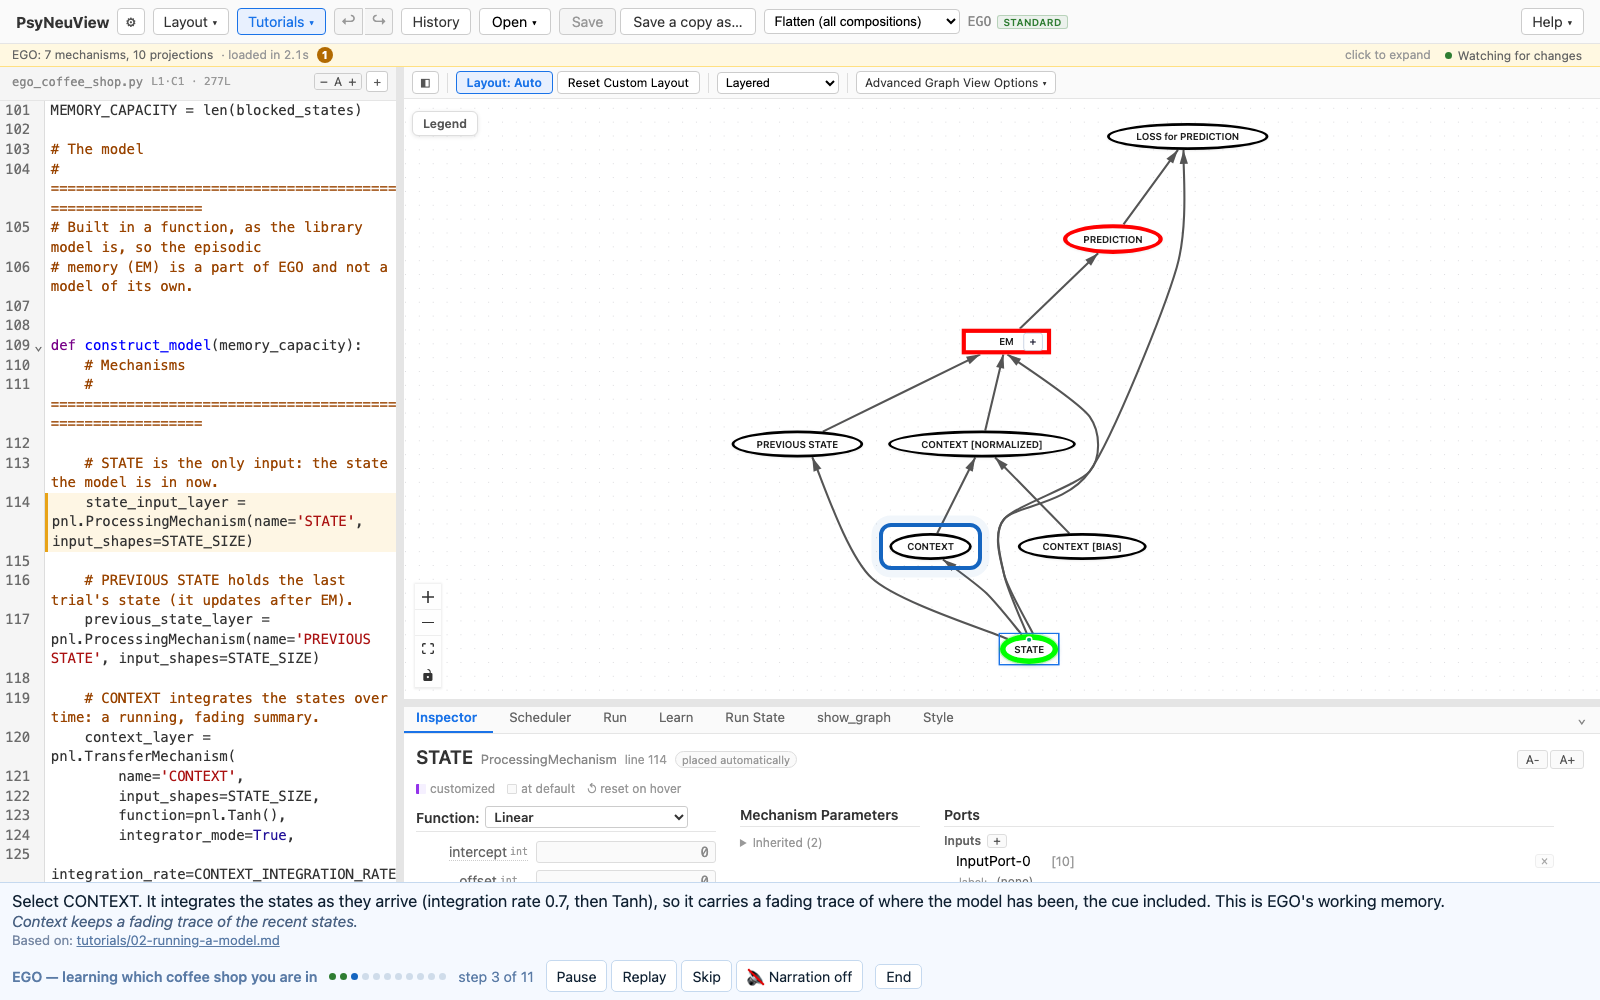 PsyNeuView ⚙ Layout ▾ Tutorials ▾ ↩ ↪ History Open ▾ Save Save a copy as... Flatten (all compositions) EGO STANDARD Help ▾
EGO: 7 mechanisms, 10 projections · loaded in 2.1s 1 click to expand Watching for changes
ego_coffee_shop.py L1:C1 · 277L − A + +
Layout: Auto Reset Custom Layout Layered Advanced Graph View Options ▾
101 MEMORY_CAPACITY = len(blocked_states)
102
103 # The model
104 #
=========================================
==================
105 # Built in a function, as the library
model is, so the episodic
106 # memory (EM) is a part of EGO and not a
model of its own.
107
108
109 def construct_model(memory_capacity):
110 # Mechanisms
111 #
=========================================
==================
112
113 # STATE is the only input: the state
the model is in now.
114 state_input_layer =
pnl.ProcessingMechanism(name='STATE',
input_shapes=STATE_SIZE)
115
116 # PREVIOUS STATE holds the last
trial's state (it updates after EM).
117 previous_state_layer =
pnl.ProcessingMechanism(name='PREVIOUS
STATE', input_shapes=STATE_SIZE)
118
119 # CONTEXT integrates the states over
time: a running, fading summary.
120 context_layer =
pnl.TransferMechanism(
121 name='CONTEXT',
122 input_shapes=STATE_SIZE,
123 function=pnl.Tanh(),
124 integrator_mode=True,
125
integration_rate=CONTEXT_INTEGRATION_RATE
Legend
LOSS for PREDICTION
PREDICTION
EM +
PREVIOUS STATE
CONTEXT [NORMALIZED]
CONTEXT
CONTEXT [BIAS]
STATE
Inspector Scheduler Run Learn Run State show_graph Style
STATE ProcessingMechanism line 114 placed automatically A- A+
customized at default reset on hover
Function: Linear
intercept int 0
offset int 0
Mechanism Parameters
Inherited (2)
Ports
Inputs +
InputPort-0 [10] x
label: (none)
Select CONTEXT. It integrates the states as they arrive (integration rate 0.7, then Tanh), so it carries a fading trace of where the model has been, the cue included. This is EGO's working memory.
Context keeps a fading trace of the recent states.
Based on: tutorials/02-running-a-model.md
EGO — learning which coffee shop you are in step 3 of 11 Pause Replay Skip Narration off End